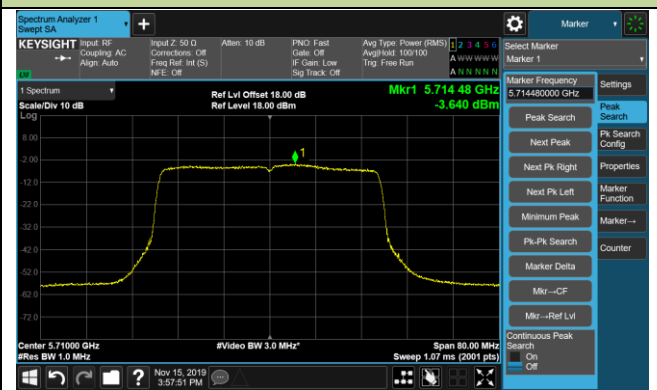 Spectrum Analyzer 1
Swept SA
+
Marker
KEYSIGHT
Input: RF
Coupling: AC
Align: Auto
Input Z: 50 Ω
Corrections: Off
Freq Ref: Int (S)
NFE: Off
Atten: 10 dB
PNO: Fast
Gate: Off
IF Gain: Low
Sig Track: Off
Avg Type: Power (RMS)
Avg|Hold: 100/100
Trig: Free Run
1 2 3 4 5 6
A W W W W W
A N N N N N
LXI
Select Marker
Marker 1
1 Spectrum
Scale/Div 10 dB
Log
Ref Lvl Offset 18.00 dB
Ref Level 18.00 dBm
Mkr1 5.714 48 GHz
-3.640 dBm
Marker Frequency
5.714480000 GHz
Peak Search
Next Peak
Next Pk Right
Next Pk Left
Minimum Peak
Pk-Pk Search
Marker Delta
Mkr→CF
Mkr→Ref Lvl
Continuous Peak
Search
On
Off
Settings
Peak
Search
Pk Search
Config
Properties
Marker
Function
Marker→
Counter
8.00
-2.00
-12.0
-22.0
-32.0
-42.0
-52.0
-62.0
-72.0
1
Center 5.71000 GHz
#Res BW 1.0 MHz
#Video BW 3.0 MHz*
Span 80.00 MHz
Sweep 1.07 ms (2001 pts)
?
Nov 15, 2019
3:57:51 PM